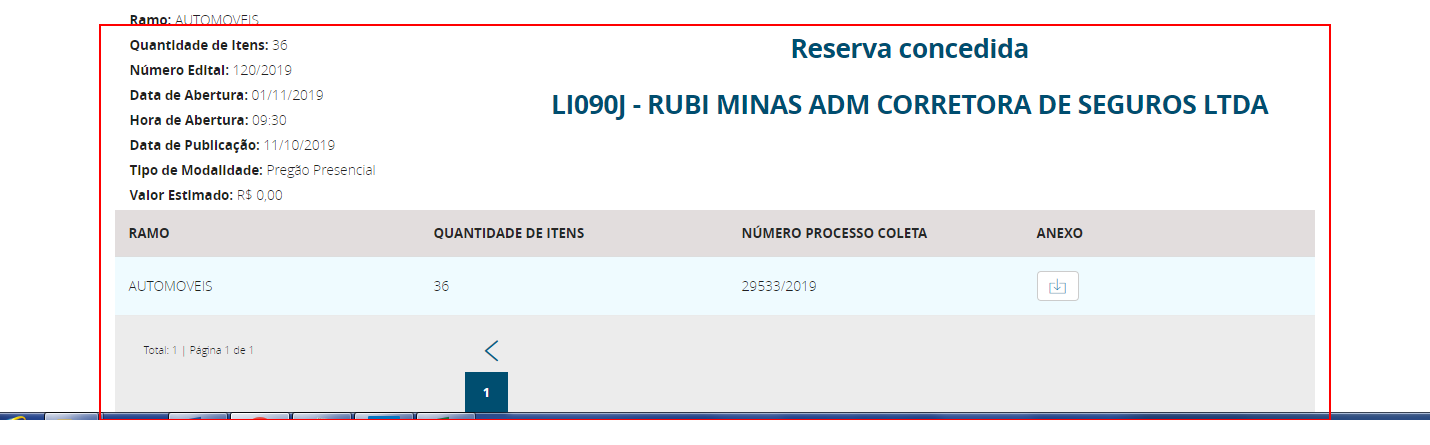 Ramo: AUTOMOVEIS
Quantidade de Itens: 36
Número Edital: 120/2019
Data de Abertura: 01/11/2019
Hora de Abertura: 09:30
Data de Publicação: 11/10/2019
Tipo de Modalidade: Pregão Presencial
Valor Estimado: R$ 0,00
Reserva concedida
LI090J - RUBI MINAS ADM CORRETORA DE SEGUROS LTDA
RAMO QUANTIDADE DE ITENS NÚMERO PROCESSO COLETA ANEXO
AUTOMOVEIS 36 29533/2019
Total: 1 | Página 1 de 1
1